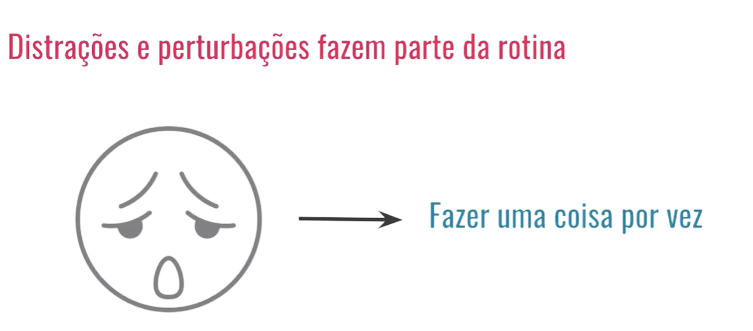 Distrações e perturbações fazem parte da rotina
Fazer uma coisa por vez